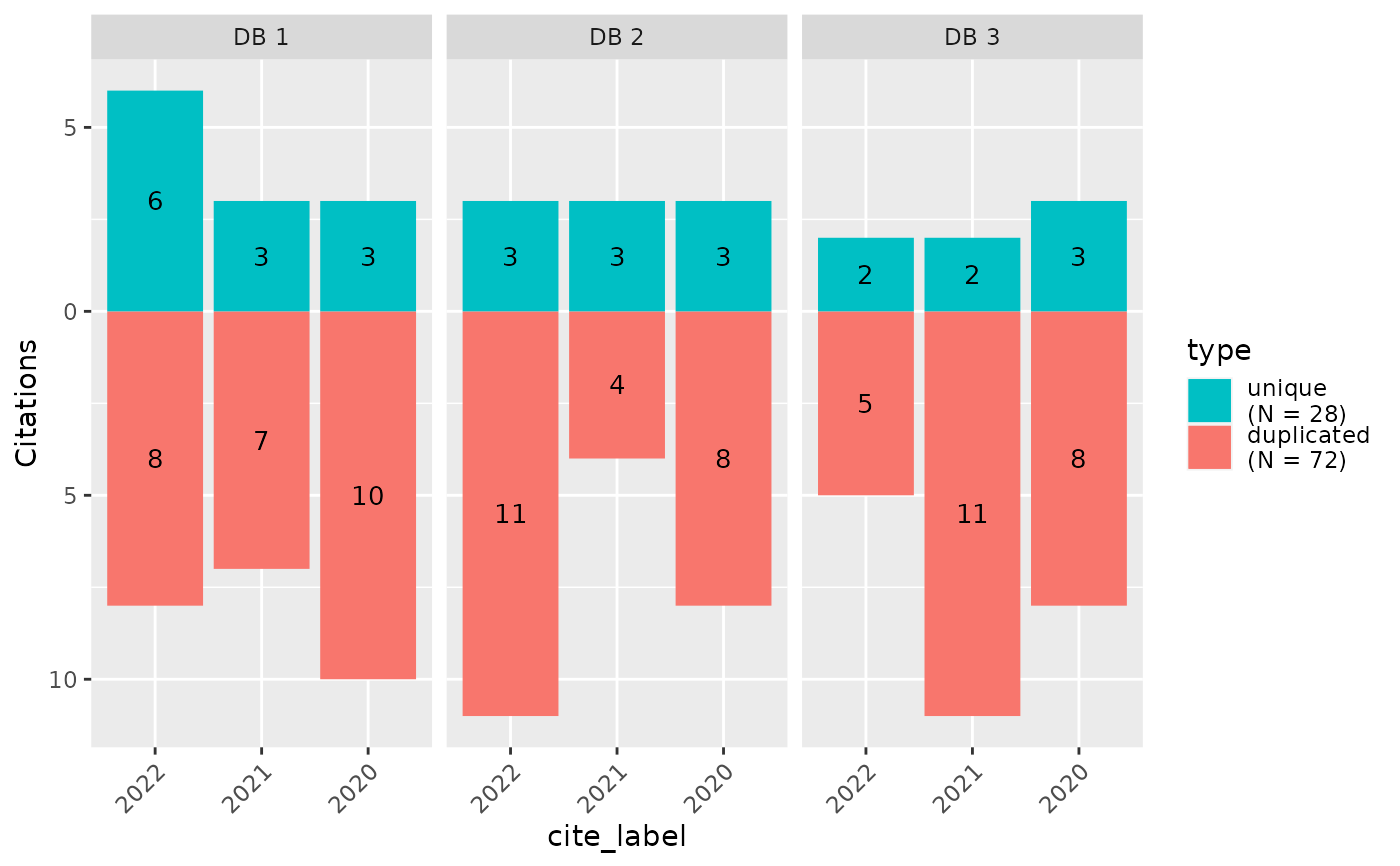 DB 1 DB 2 DB 3
5
6
3 3 3 3 3 3
2 2
0
Citations
type
unique
(N = 28)
duplicated
(N = 72)
4
5
7
8 8 8
5
10
11 11
10
2022 2021 2020 2022 2021 2020 2022 2021 2020
cite_label